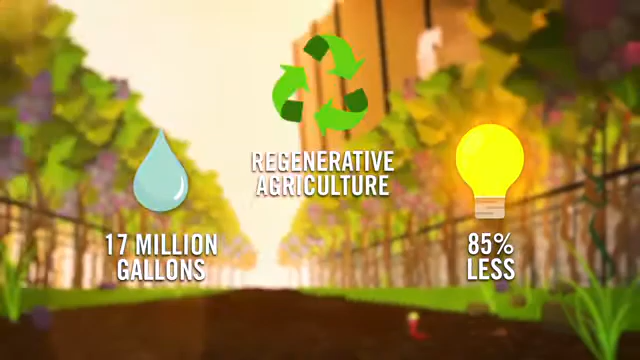 REGENERATIVE
AGRICULTURE
17 MILLION
GALLONS
85%
LESS